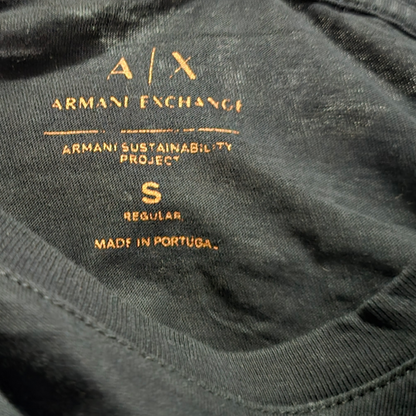 A|X
ARMANI EXCHANGE
ARMANI SUSTAINABILITY
PROJECT
S
REGULAR
MADE IN PORTUGAL